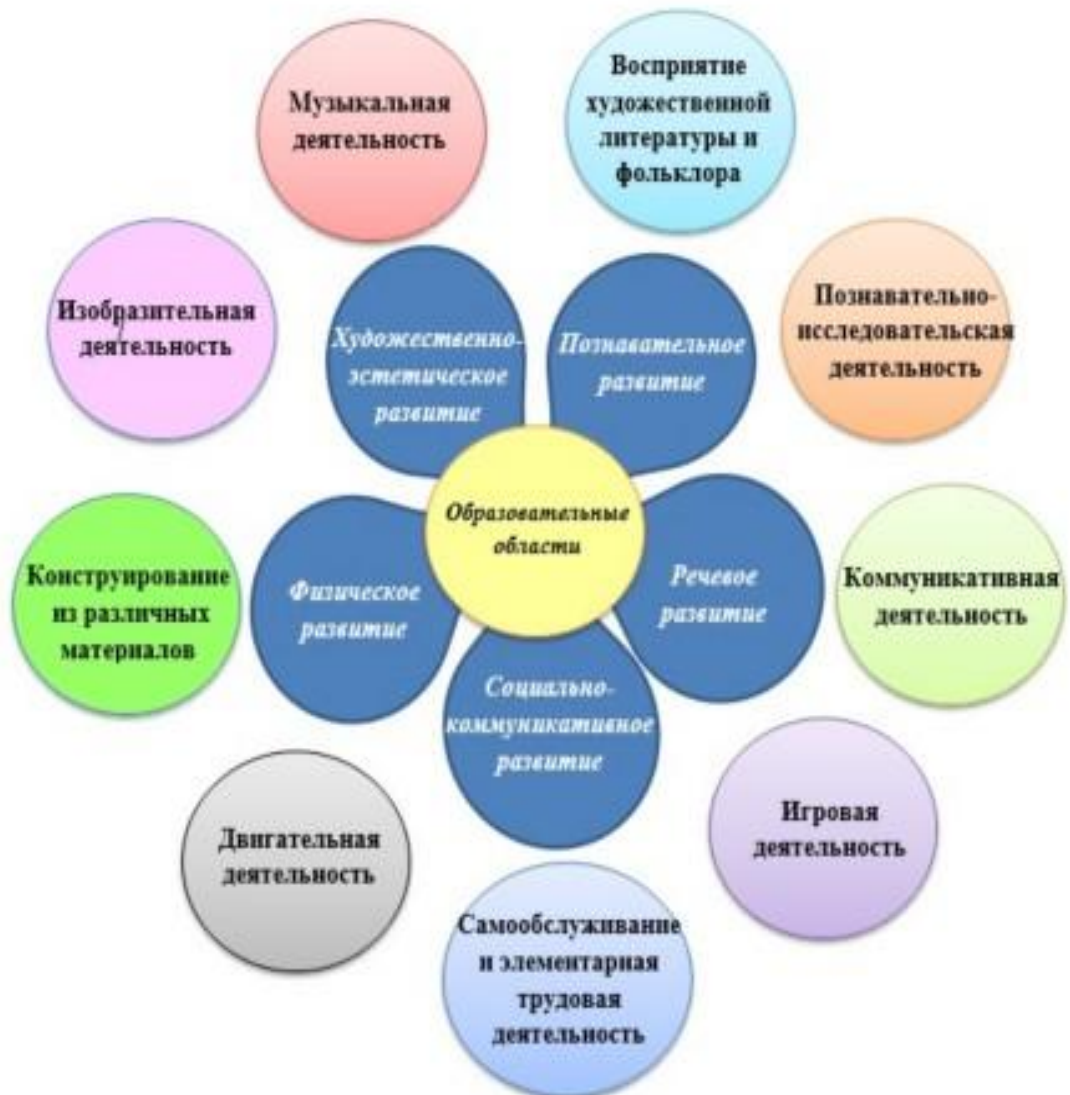 Музыкальная
деятельность
Восприятие
художественной
литературы и
фольклора
Изобразительная
деятельность
Художественно-
эстетическое
развитие
Познавательное
развитие
Познавательно-
исследовательская
деятельность
Образовательные
области
Конструирование
из различных
материалов
Физическое
развитие
Речевое
развитие
Коммуникативная
деятельность
Социально-
коммуникативное
развитие
Двигательная
деятельность
Игровая
деятельность
Самообслуживание
и элементарная
трудовая
деятельность